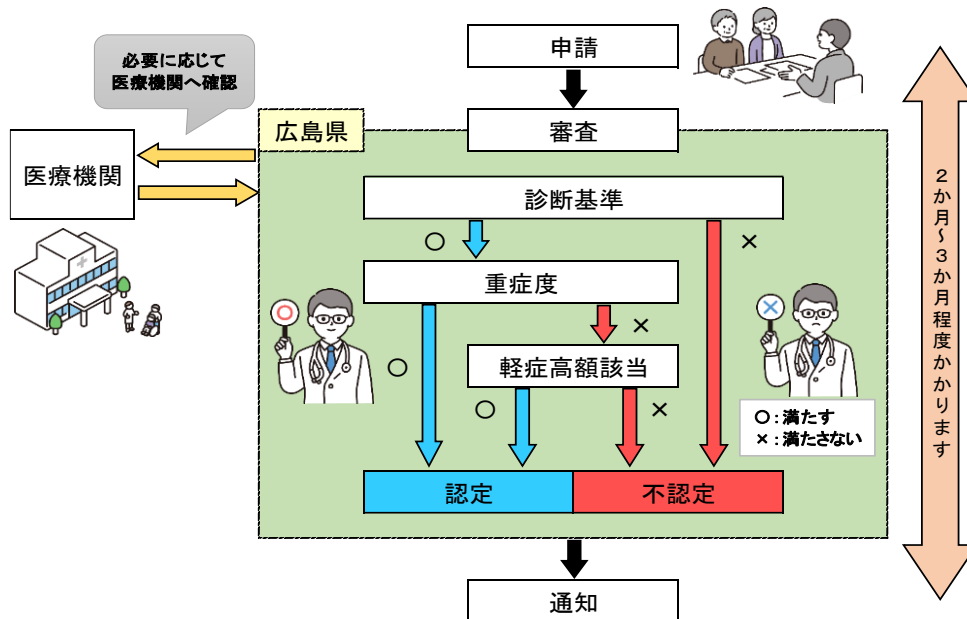 申請
必要に応じて
医療機関へ確認
広島県
審査
医療機関
診断基準
○
×
重症度
○
×
軽症高額該当
○
×
○:満たす
×:満たさない
認定
不認定
通知
2か月~3か月程度かかります